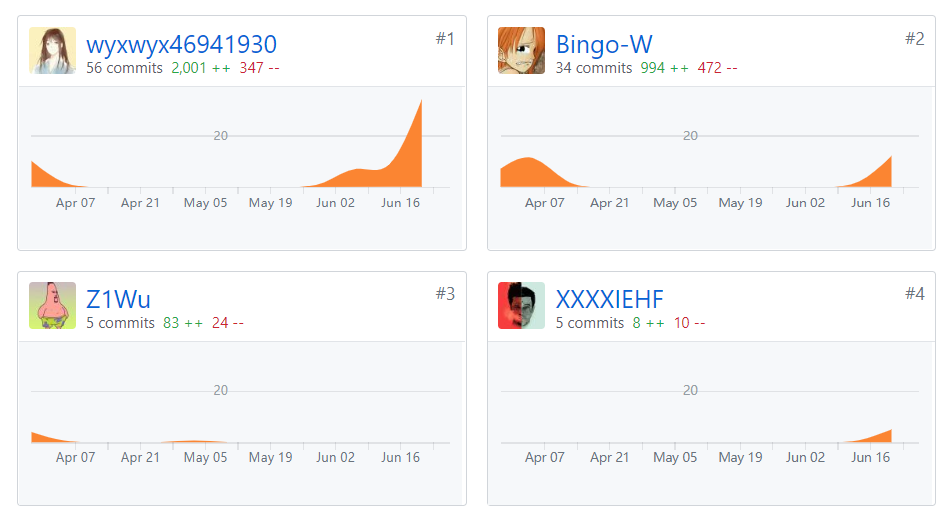 wyxwyx46941930 #1
56 commits 2,001 ++ 347 --
20
Apr 07 Apr 21 May 05 May 19 Jun 02 Jun 16
Bingo-W #2
34 commits 994 ++ 472 --
20
Apr 07 Apr 21 May 05 May 19 Jun 02 Jun 16
Z1Wu #3
5 commits 83 ++ 24 --
20
Apr 07 Apr 21 May 05 May 19 Jun 02 Jun 16
XXXXIEHF #4
5 commits 8 ++ 10 --
20
Apr 07 Apr 21 May 05 May 19 Jun 02 Jun 16